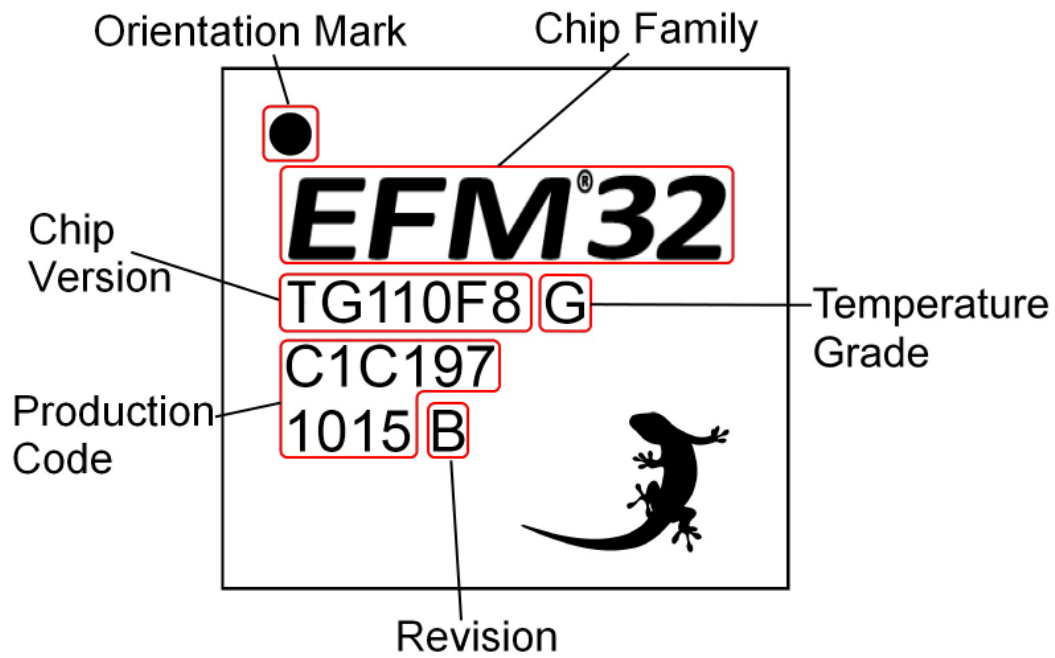 Orientation Mark
Chip Family
EFM®32
Chip
Version
TG110F8 G
Temperature
Grade
C1C197
Production
Code
1015 B
Revision